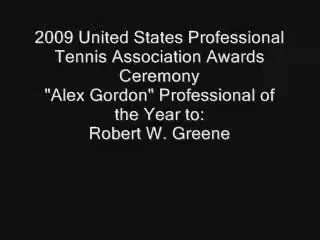 2009 United States Professional
Tennis Association Awards
Ceremony
"Alex Gordon" Professional of
the Year to:
Robert W. Greene